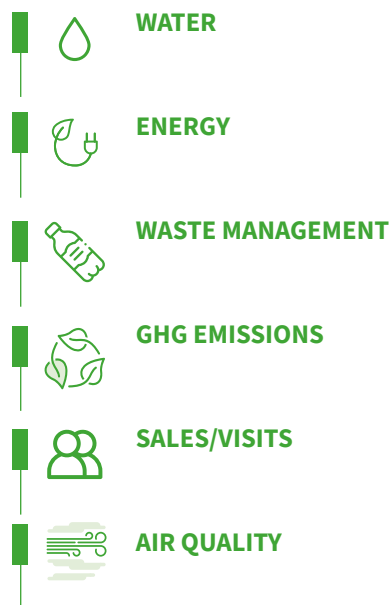 WATER
ENERGY
WASTE MANAGEMENT
GHG EMISSIONS
SALES/VISITS
AIR QUALITY